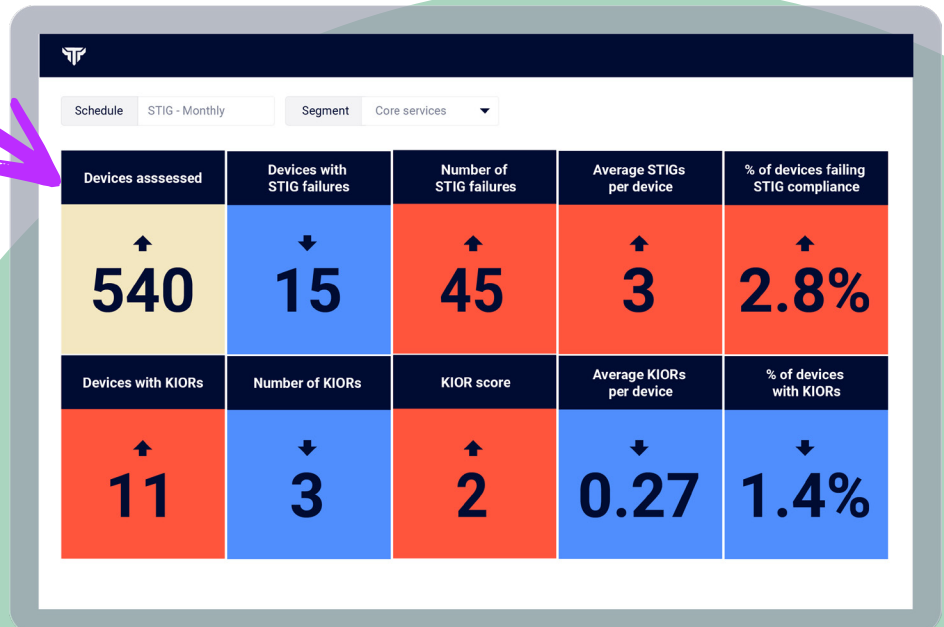 Schedule STIG - Monthly Segment Core services
Devices asssessed
Devices with
STIG failures
Number of
STIG failures
Average STIGs
per device
% of devices failing
STIG compliance
540
15
45
3
2.8%
Devices with KIORs
Number of KIORs
KIOR score
Average KIORs
per device
% of devices
with KIORs
11
3
2
0.27
1.4%